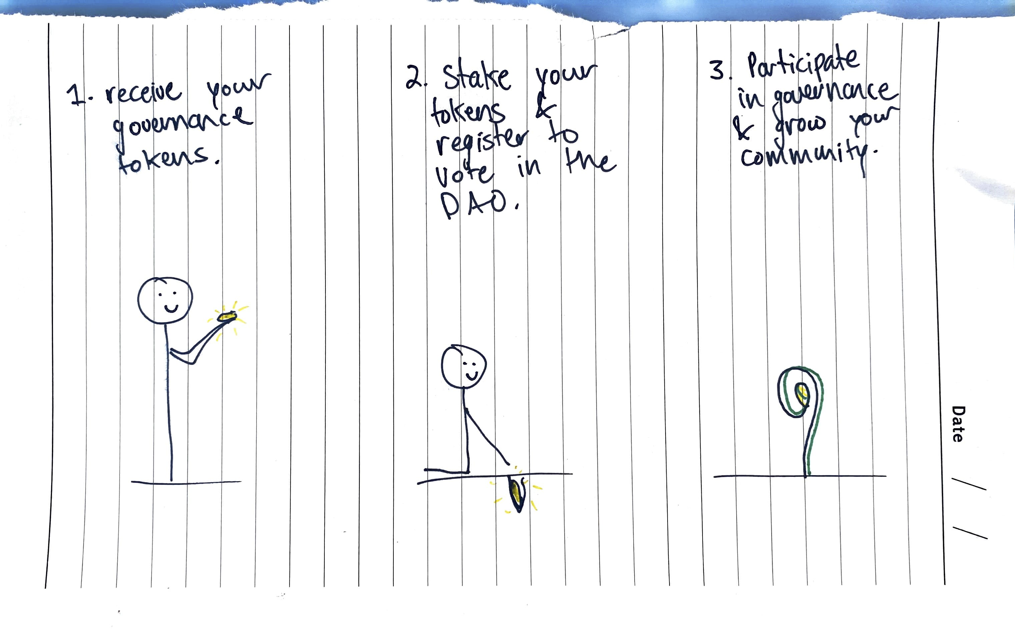 1. receive your
governance
tokens.
2. Stake your
tokens &
register to
vote in the
DAO.
3. Participate
in governance
& grow your
community.
Date